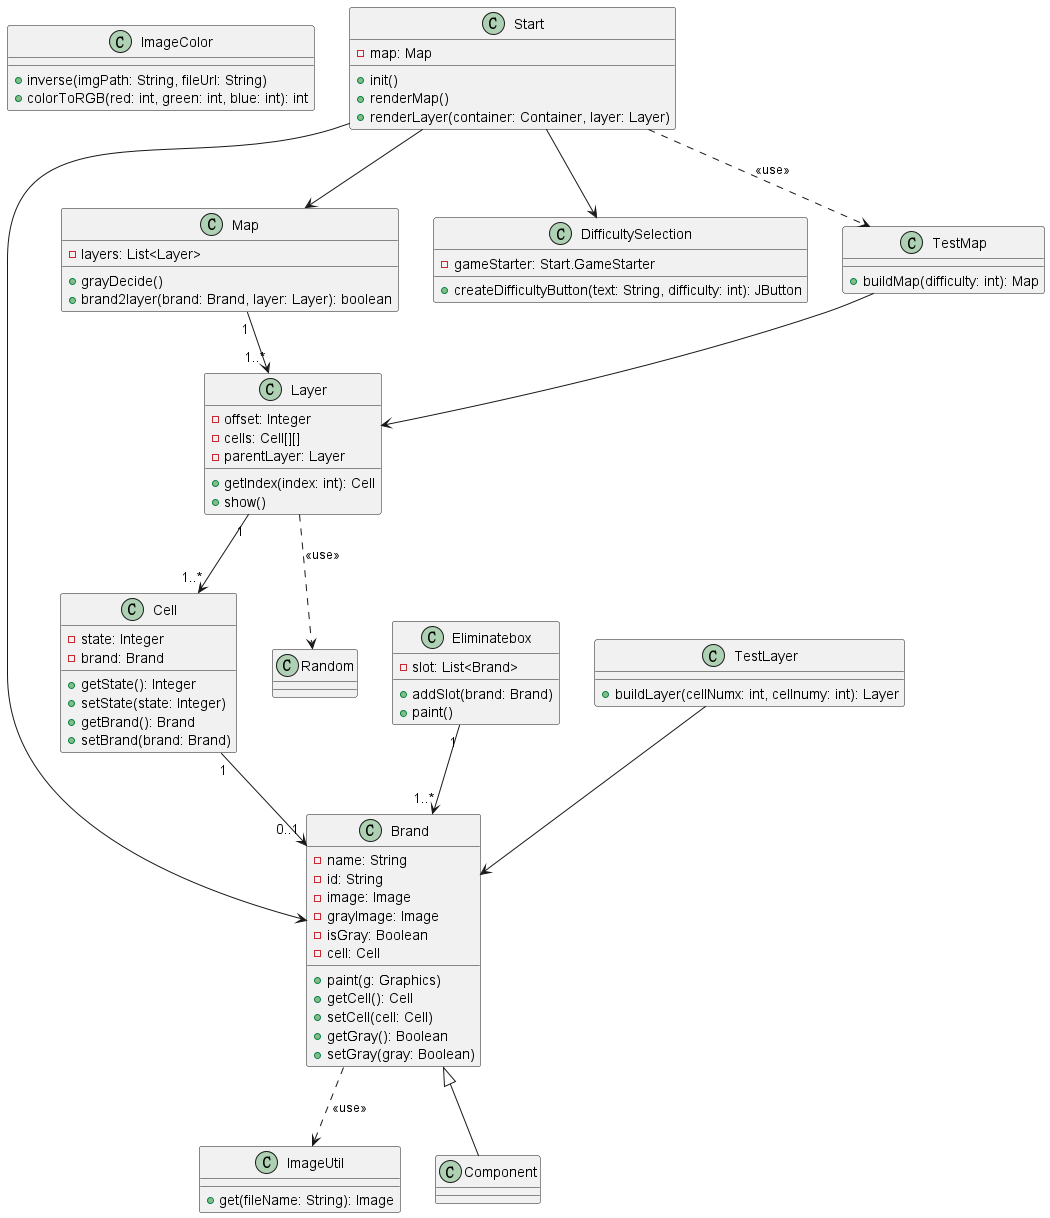 C ImageColor
inverse(imgPath: String, fileUrl: String)
colorToRGB(red: int, green: int, blue: int): int
C Start
map: Map
init()
renderMap()
renderLayer(container: Container, layer: Layer)
«use»
C Map
layers: List<Layer>
grayDecide()
brand2layer(brand: Brand, layer: Layer): boolean
C DifficultySelection
gameStarter: Start.GameStarter
createDifficultyButton(text: String, difficulty: int): JButton
C TestMap
buildMap(difficulty: int): Map
1
1..*
C Layer
offset: Integer
cells: Cell[][]
parentLayer: Layer
getIndex(index: int): Cell
show()
1
«use»
1..*
C Cell
state: Integer
brand: Brand
getState(): Integer
setState(state: Integer)
getBrand(): Brand
setBrand(brand: Brand)
C Random
C Eliminatebox
slot: List<Brand>
addSlot(brand: Brand)
paint()
C TestLayer
buildLayer(cellNumx: int, cellnumy: int): Layer
1
1
1..*
0..1
C Brand
name: String
id: String
image: Image
grayImage: Image
isGray: Boolean
cell: Cell
paint(g: Graphics)
getCell(): Cell
setCell(cell: Cell)
getGray(): Boolean
setGray(gray: Boolean)
«use»
C ImageUtil
get(fileName: String): Image
C Component